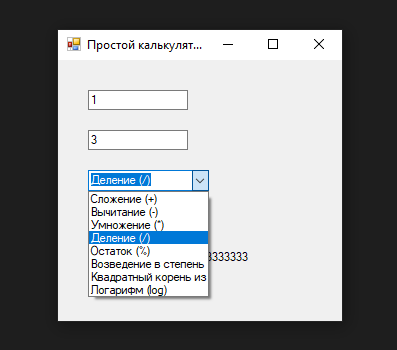 Простой калькулят...
1
3
Деление (/)
Сложение (+)
Вычитание (-)
Умножение (*)
Деление (/)
Остаток (%)
3333333
Возведение в степень
Квадратный корень из
Логарифм (log)